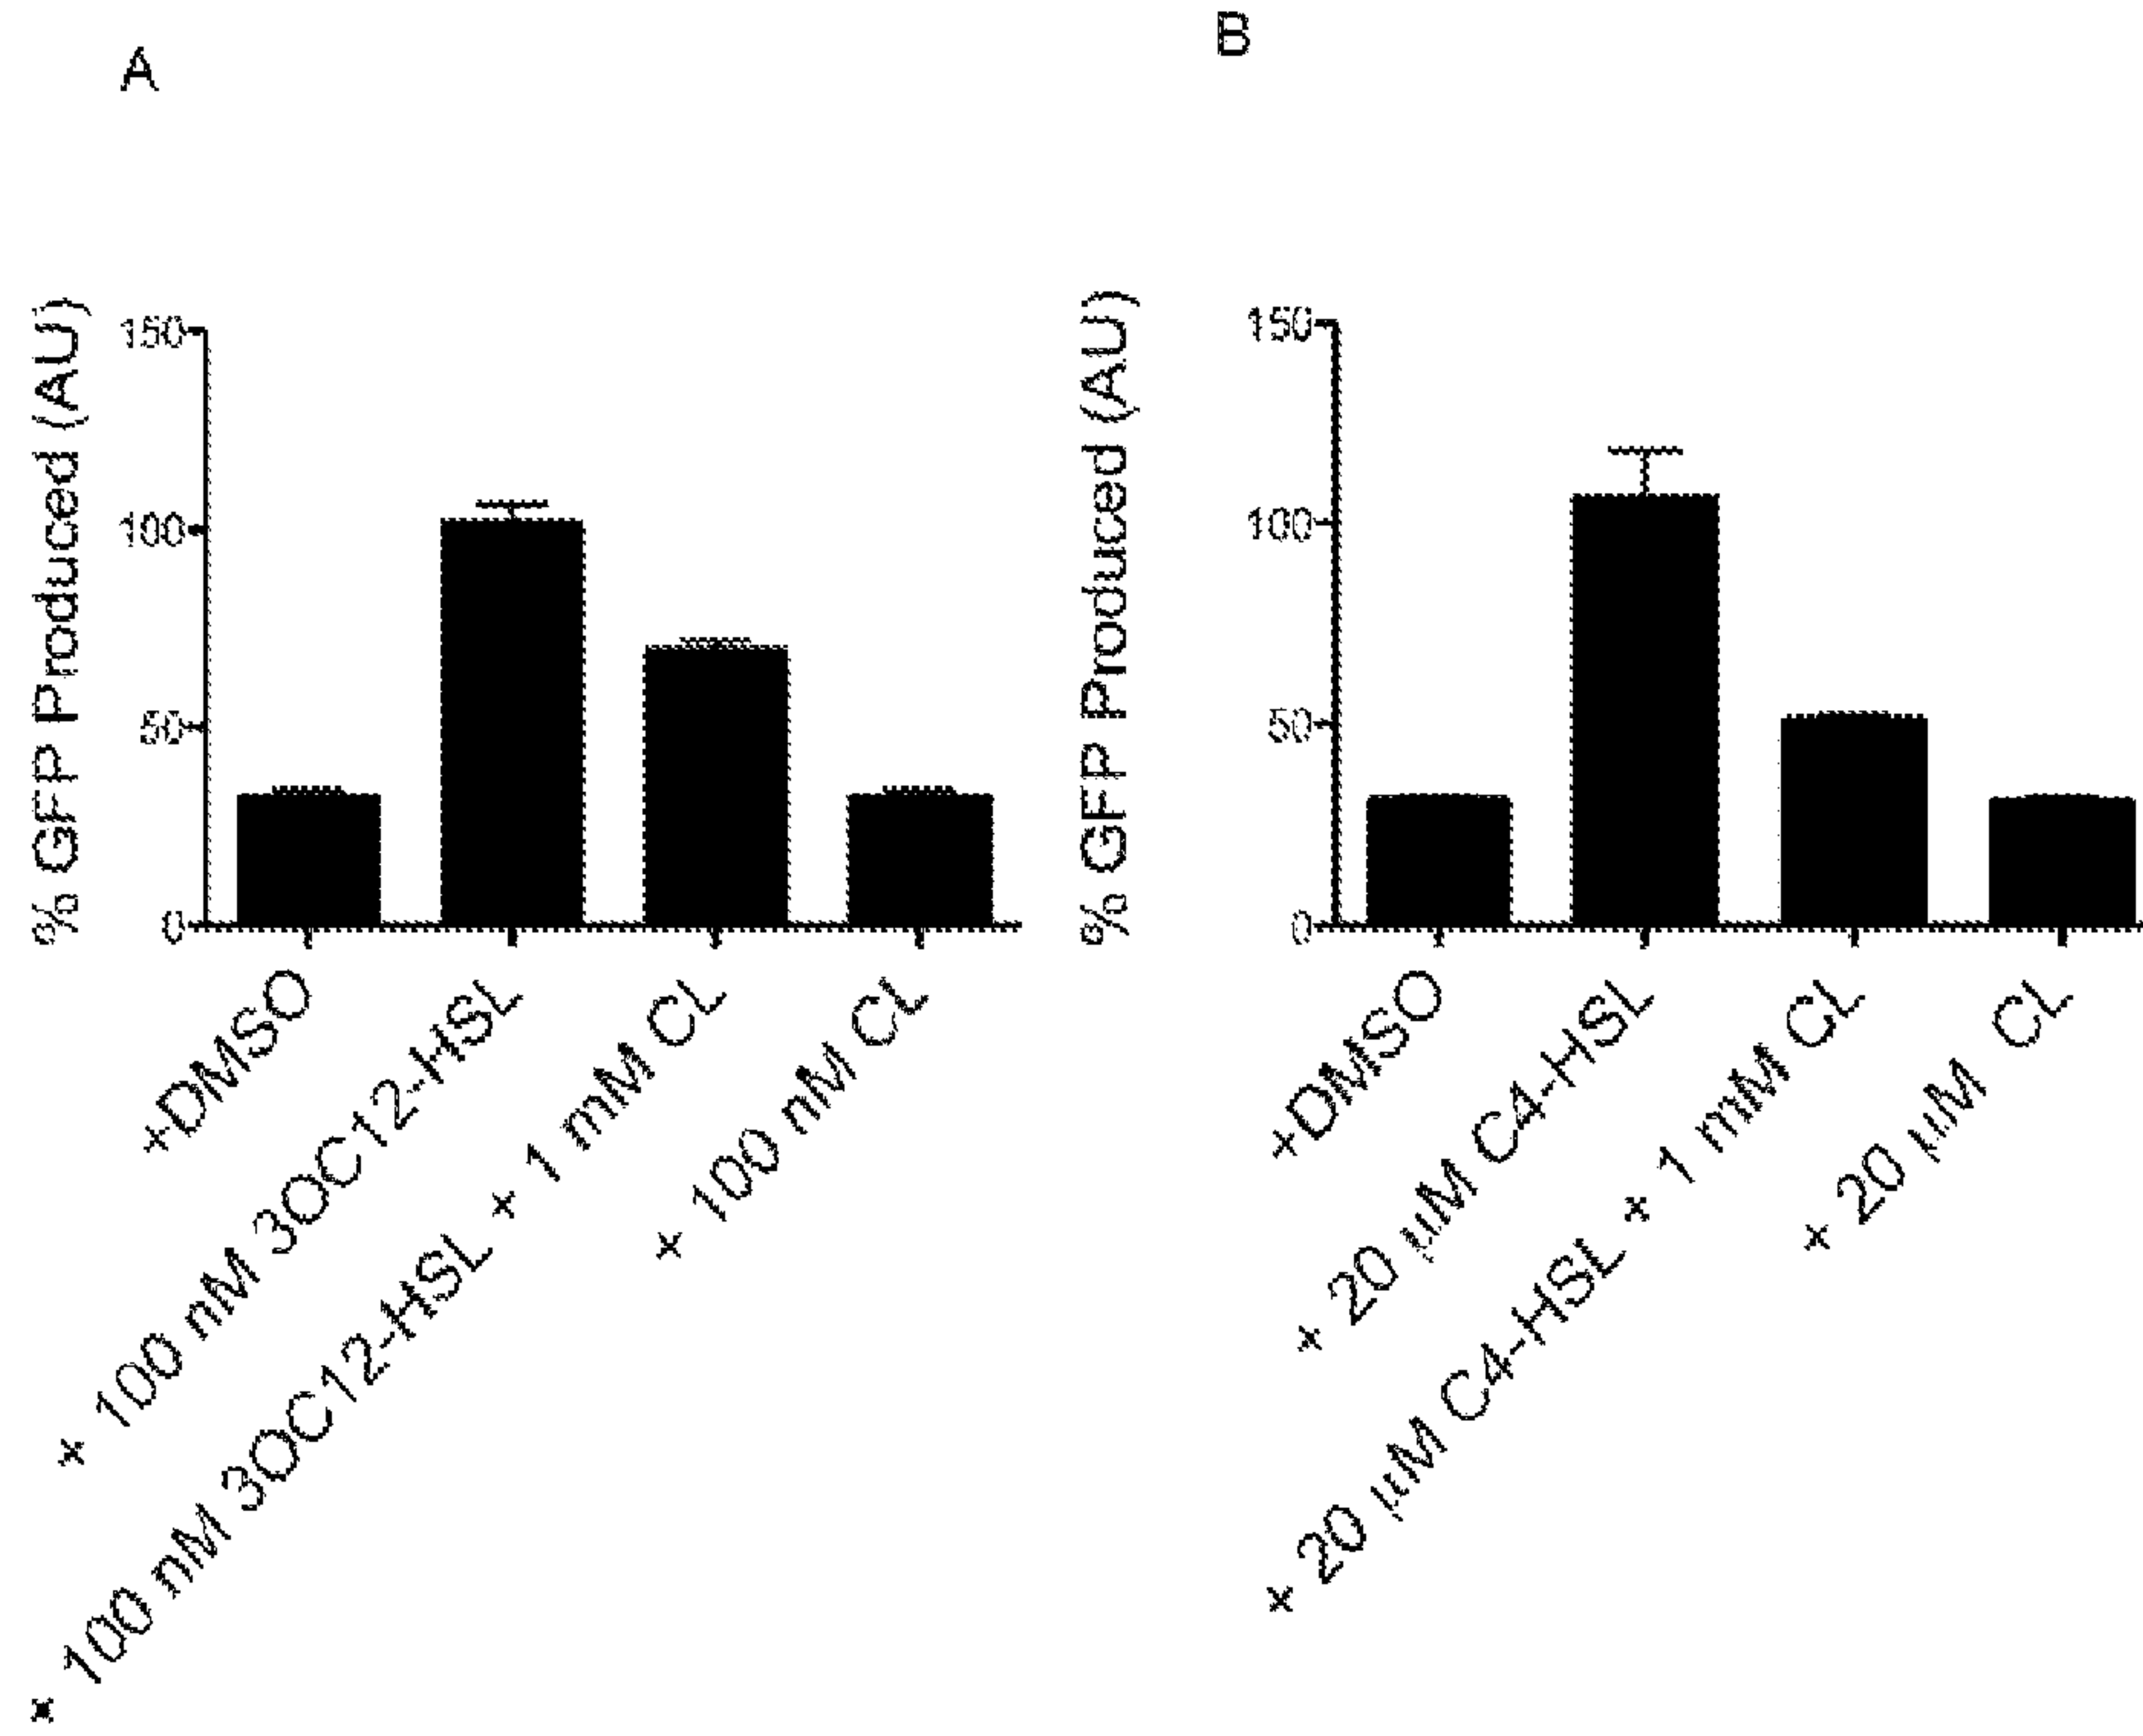 A
% GFP Produced (AU)
150
100
50
0
+DMSO
+ 100 nM 3OC12-HSL
+ 100 nM 3OC12-HSL + 1 mM CL
+ 100 nM CL
B
% GFP Produced (AU)
150
100
50
0
+DMSO
+ 20 µM C4-HSL
+ 20 µM C4-HSL + 1 mM CL
+ 20 µM CL